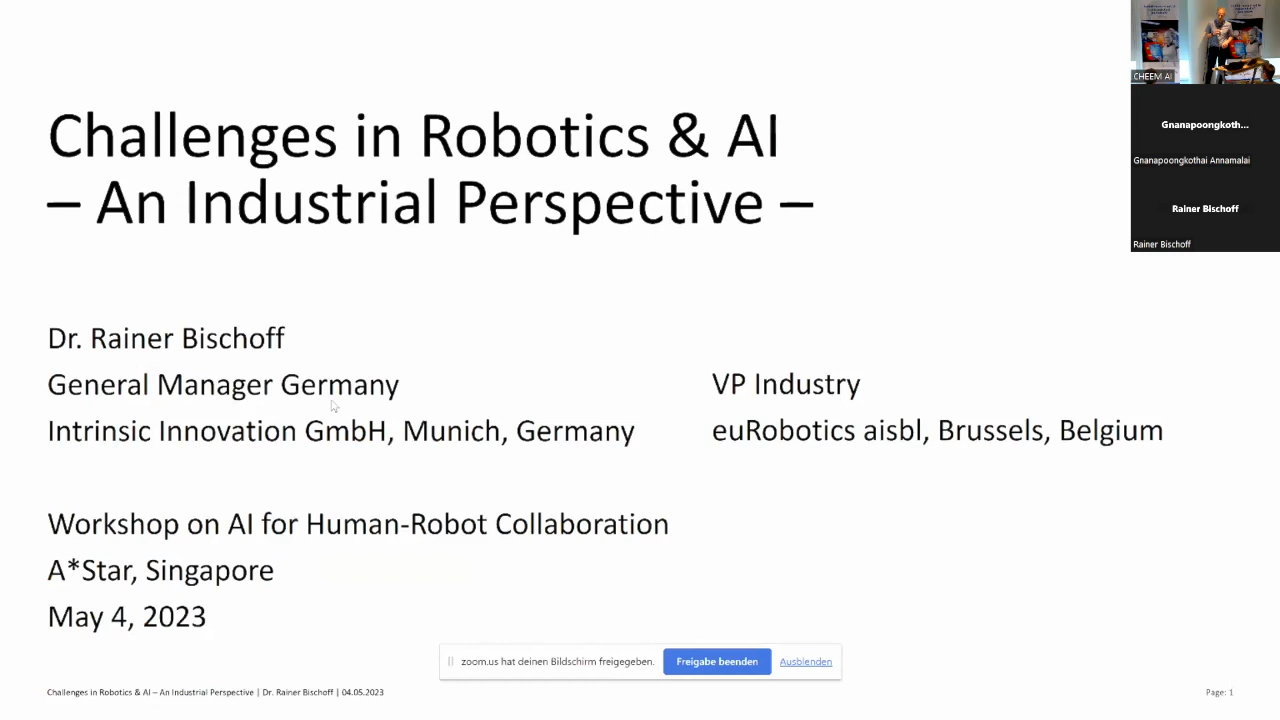 Challenges in Robotics & AI
– An Industrial Perspective –
Dr. Rainer Bischoff
General Manager Germany
Intrinsic Innovation GmbH, Munich, Germany
VP Industry
euRobotics aisbl, Brussels, Belgium
Workshop on AI for Human-Robot Collaboration
A*Star, Singapore
May 4, 2023
zoom.us hat deinen Bildschirm freigegeben.
Freigabe beenden
Ausblenden
Challenges in Robotics & AI – An Industrial Perspective | Dr. Rainer Bischoff | 04.05.2023
Page: 1
CHEEM AI
Gnanapoongkoth...
Gnanapoongkothai Annamalai
Rainer Bischoff
Rainer Bischoff